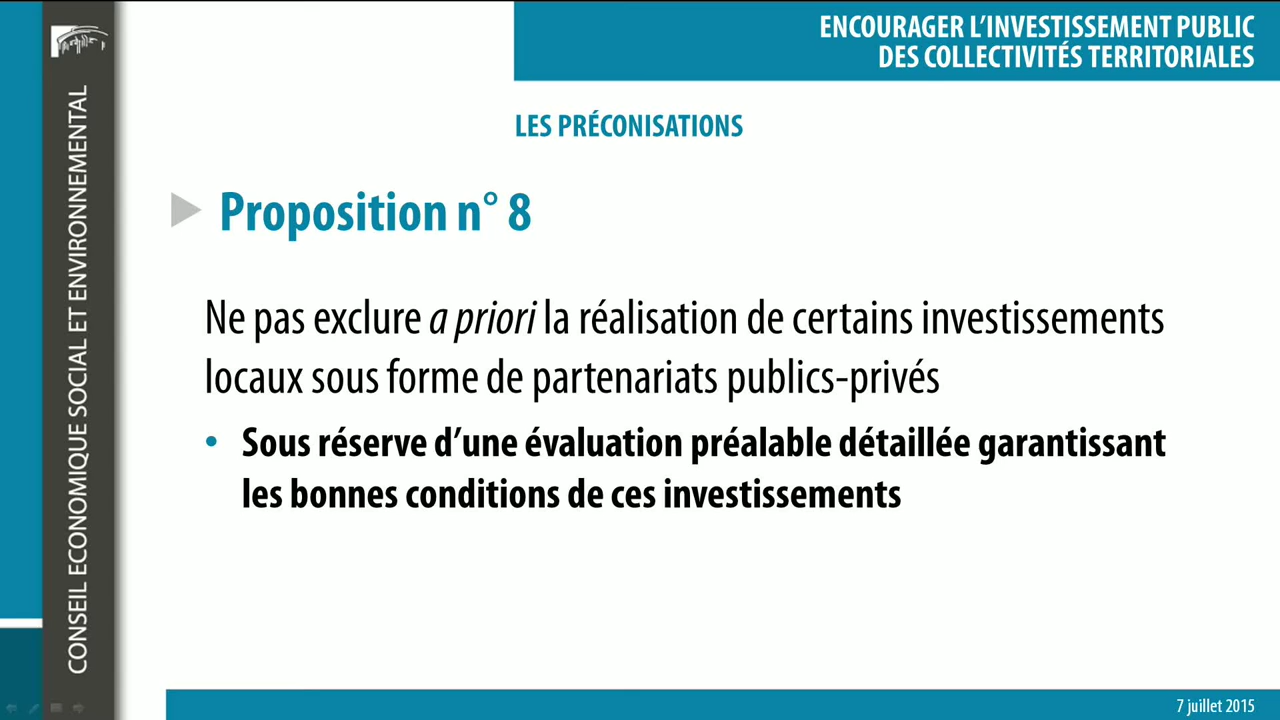 ENCOURAGER L’INVESTISSEMENT PUBLIC
DES COLLECTIVITÉS TERRITORIALES
CONSEIL ECONOMIQUE SOCIAL ET ENVIRONNEMENTAL
LES PRÉCONISATIONS
Proposition n° 8
Ne pas exclure a priori la réalisation de certains investissements
locaux sous forme de partenariats publics-privés
• Sous réserve d’une évaluation préalable détaillée garantissant
les bonnes conditions de ces investissements
7 juillet 2015